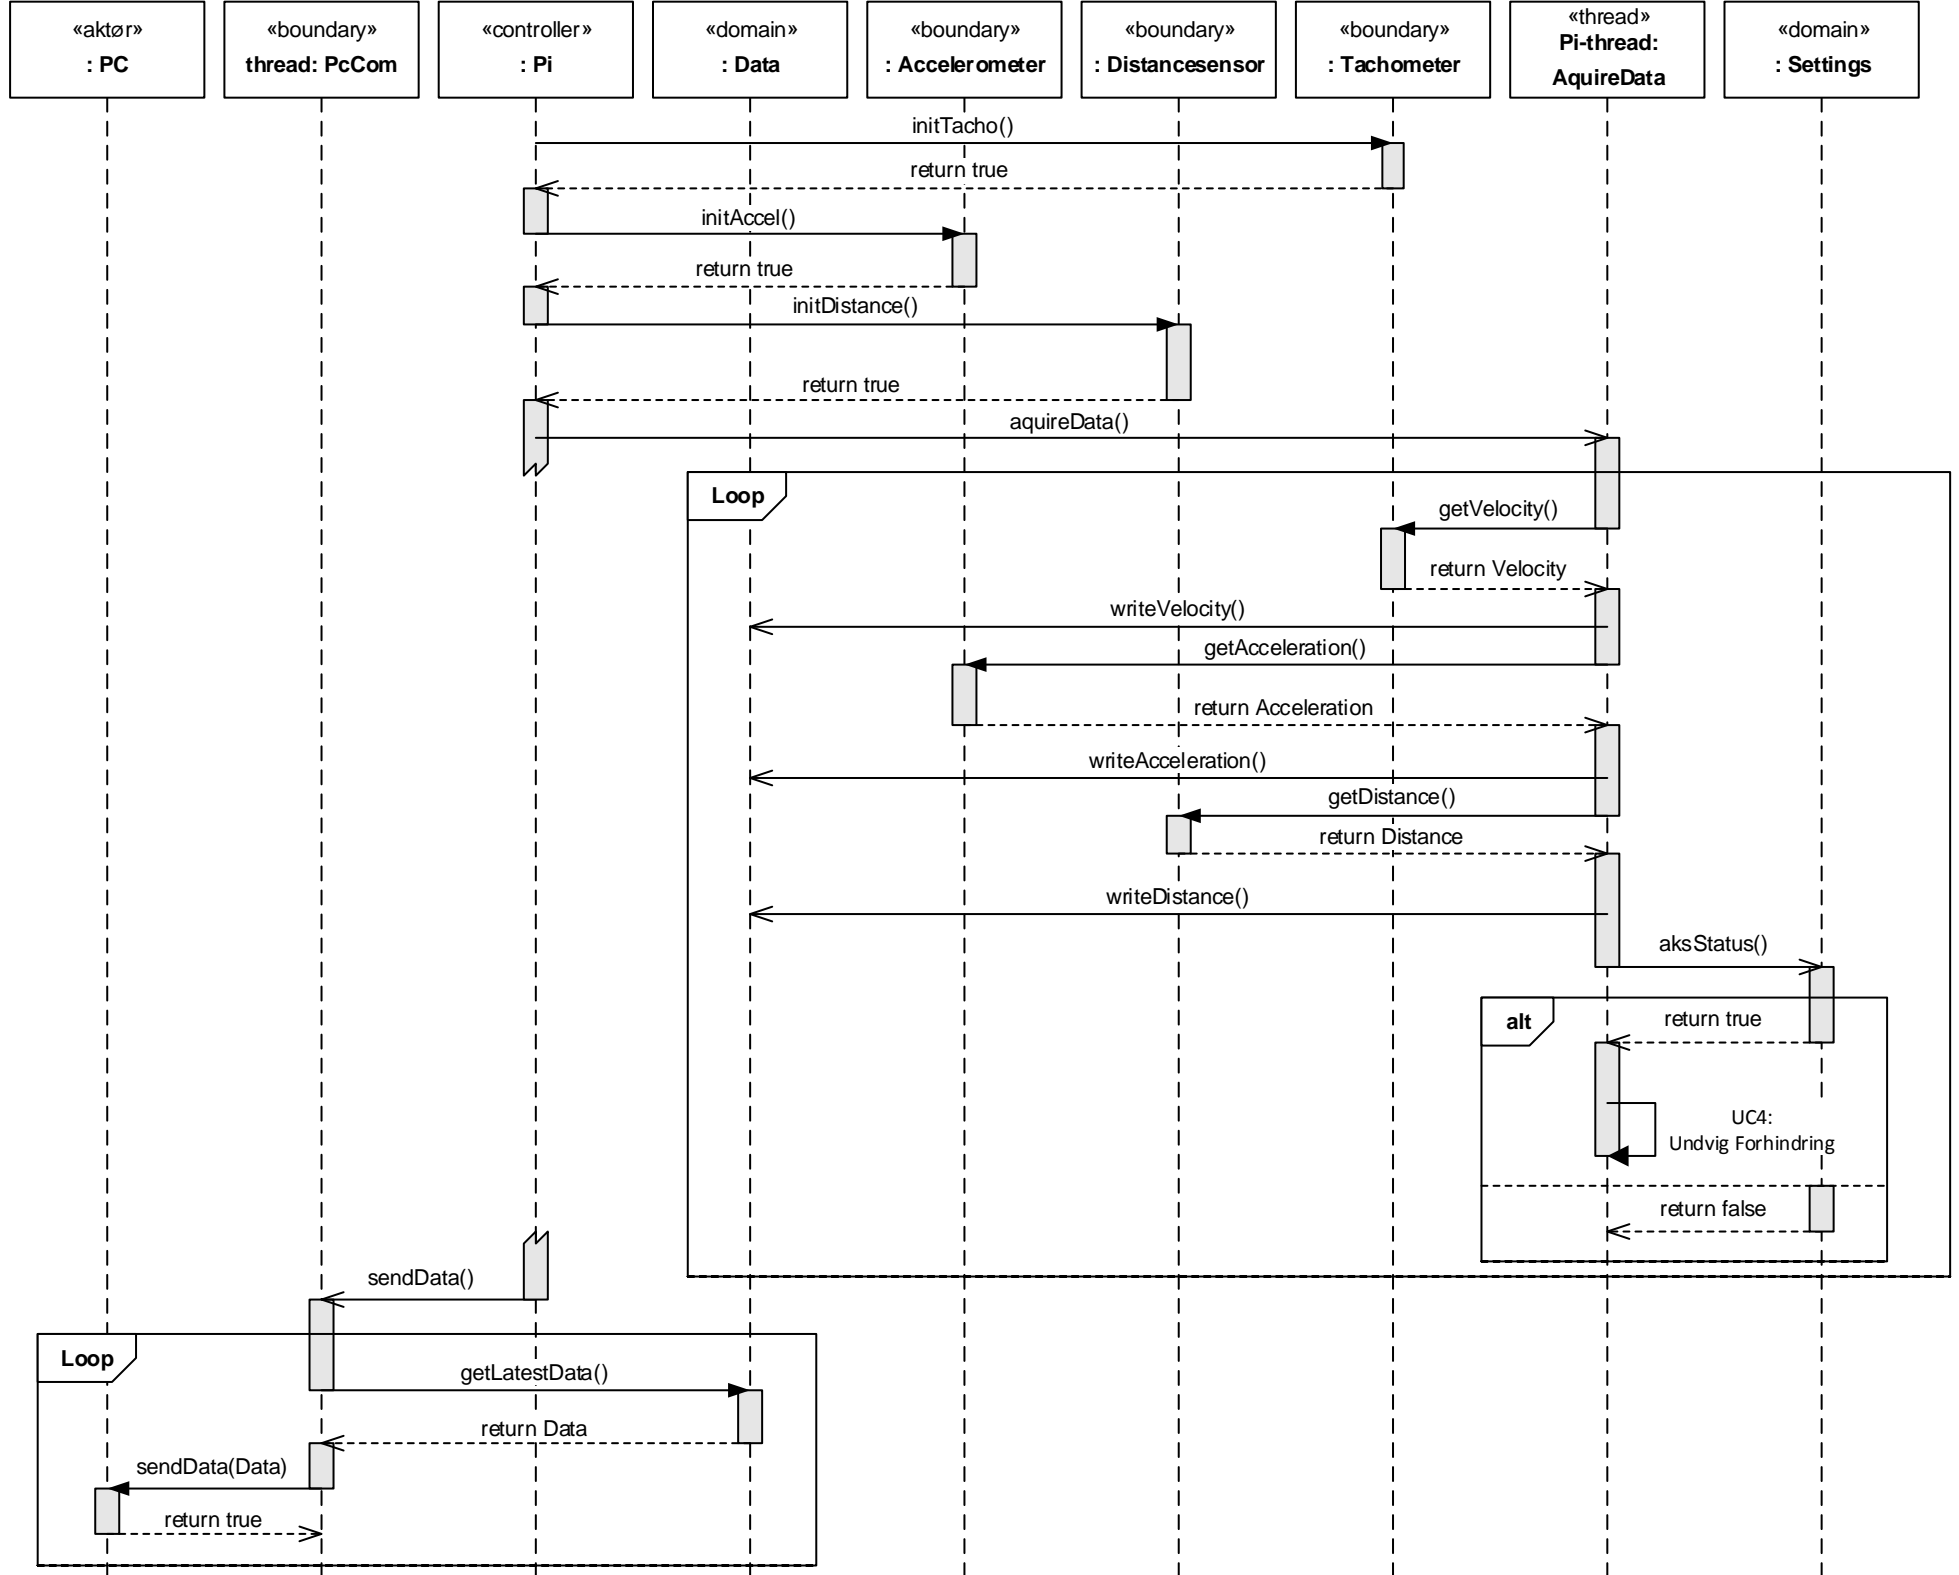 «aktør»
: PC
«boundary»
thread: PcCom
«controller»
: Pi
«domain»
: Data
«boundary»
: Accelerometer
«boundary»
: Distancesensor
«boundary»
: Tachometer
«thread»
Pi-thread:
AquireData
«domain»
: Settings
initTacho()
return true
initAccel()
return true
initDistance()
return true
aquireData()
Loop
getVelocity()
return Velocity
writeVelocity()
getAcceleration()
return Acceleration
writeAcceleration()
getDistance()
return Distance
writeDistance()
aksStatus()
alt
return true
UC4:
Undvig Forhindring
return false
sendData()
Loop
getLatestData()
return Data
sendData(Data)
return true